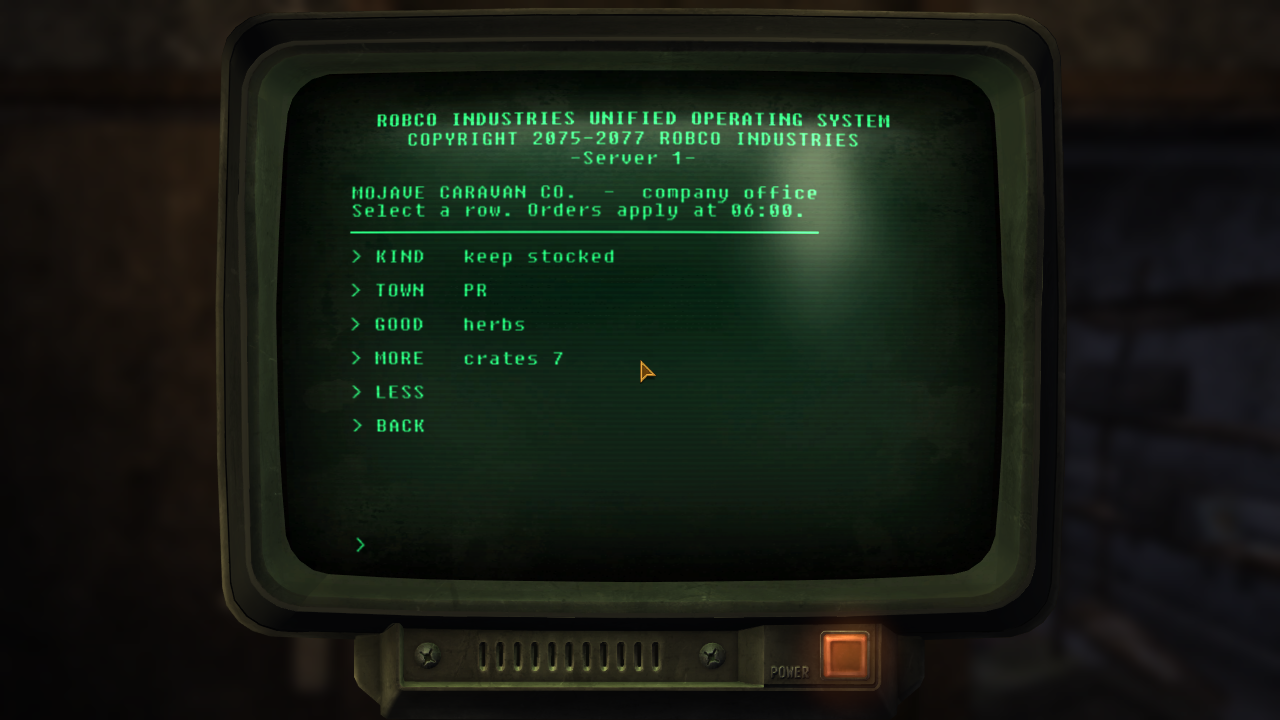 ROBCO INDUSTRIES UNIFIED OPERATING SYSTEM
COPYRIGHT 2075-2077 ROBCO INDUSTRIES
-Server 1-
MOJAVE CARAVAN CO.  -  company office
Select a row. Orders apply at 06:00.
> KIND   keep stocked
> TOWN   PR
> GOOD   herbs
> MORE   crates 7
> LESS
> BACK
>
POWER